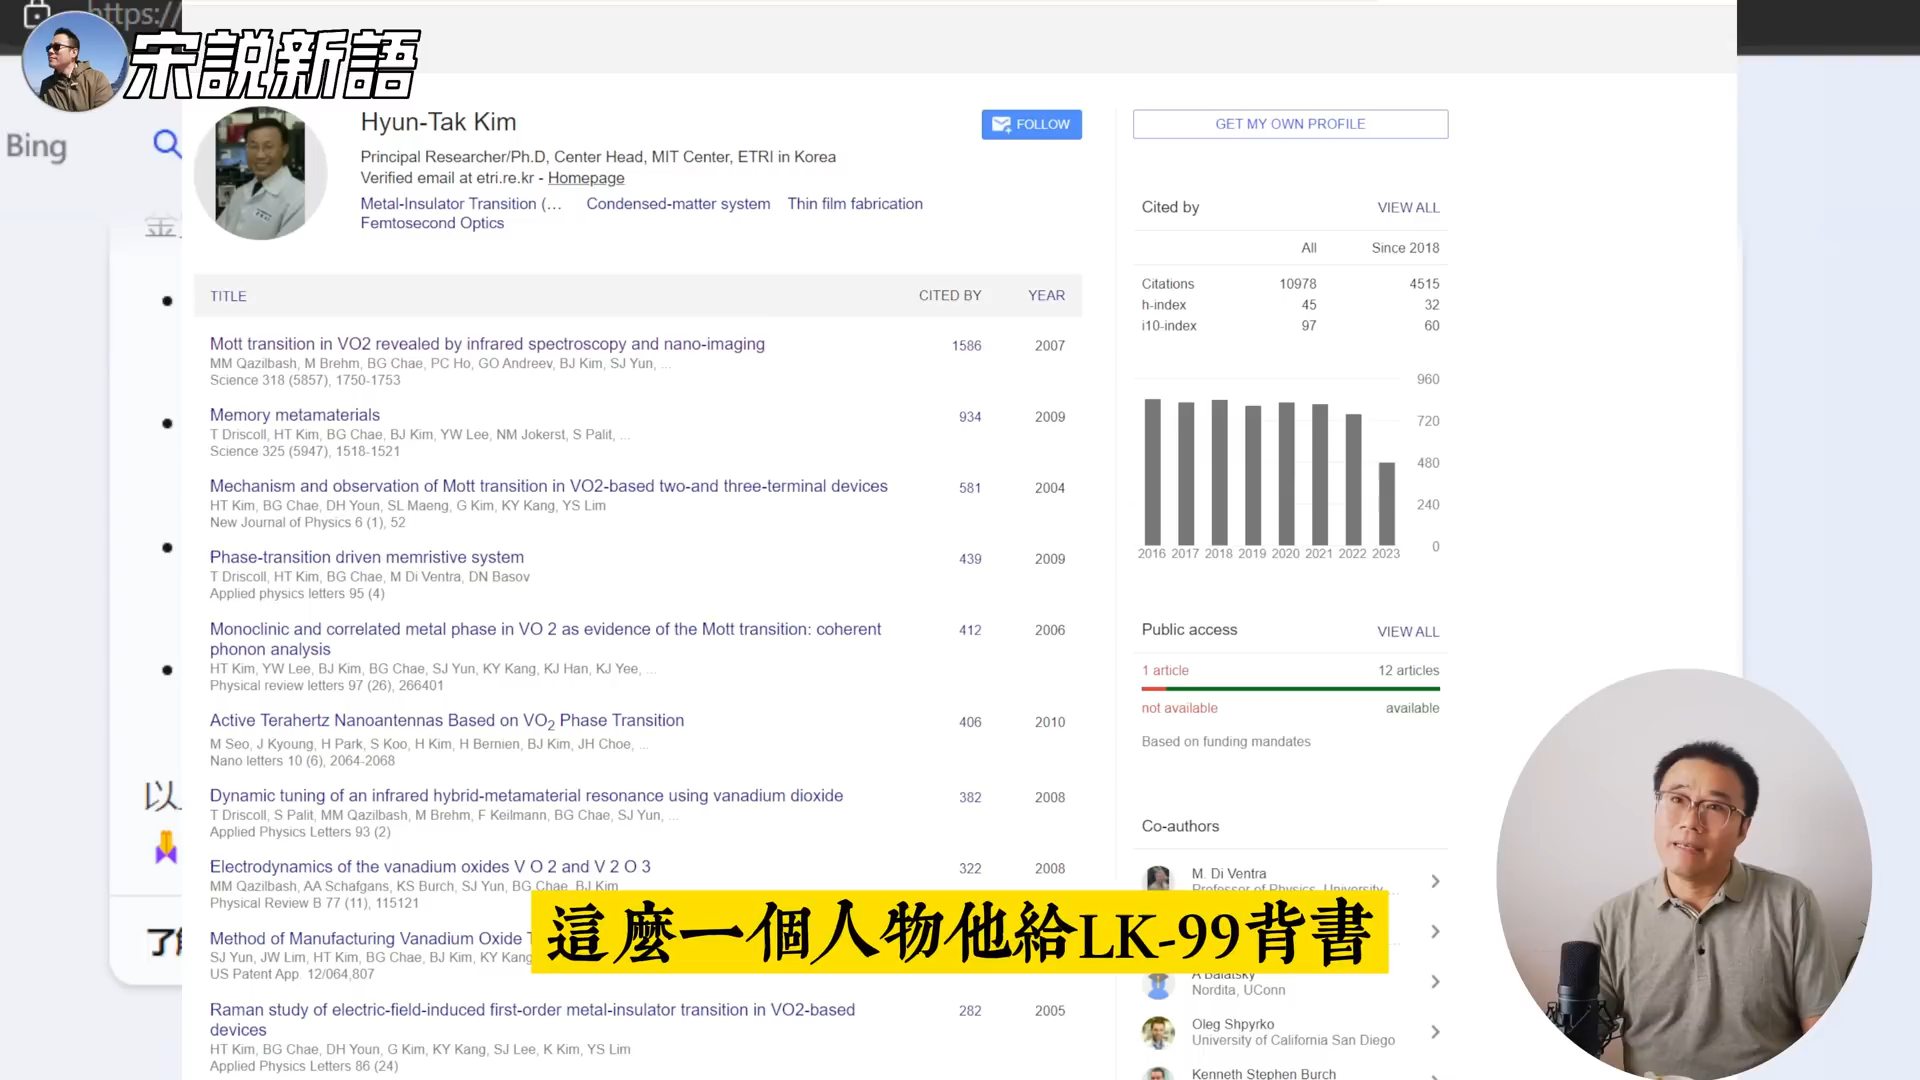 https://
宋説新語
Bing
Hyun-Tak Kim
FOLLOW
Principal Researcher/Ph.D, Center Head, MIT Center, ETRI in Korea
Verified email at etri.re.kr - Homepage
Metal-Insulator Transition (… Condensed-matter system Thin film fabrication
Femtosecond Optics
TITLE CITED BY YEAR
Mott transition in VO2 revealed by infrared spectroscopy and nano-imaging 1586 2007
MM Qazilbash, M Brehm, BG Chae, PC Ho, GO Andreev, BJ Kim, SJ Yun, ...
Science 318 (5857), 1750-1753
Memory metamaterials 934 2009
T Driscoll, HT Kim, BG Chae, BJ Kim, YW Lee, NM Jokerst, S Palit, ...
Science 325 (5947), 1518-1521
Mechanism and observation of Mott transition in VO2-based two-and three-terminal devices 581 2004
HT Kim, BG Chae, DH Youn, SL Maeng, G Kim, KY Kang, YS Lim
New Journal of Physics 6 (1), 52
Phase-transition driven memristive system 439 2009
T Driscoll, HT Kim, BG Chae, M Di Ventra, DN Basov
Applied physics letters 95 (4)
Monoclinic and correlated metal phase in VO 2 as evidence of the Mott transition: coherent 412 2006
phonon analysis
HT Kim, YW Lee, BJ Kim, BG Chae, SJ Yun, KY Kang, KJ Han, KJ Yee, ...
Physical review letters 97 (26), 266401
Active Terahertz Nanoantennas Based on VO2 Phase Transition 406 2010
M Seo, J Kyoung, H Park, S Koo, H Kim, H Bernien, BJ Kim, JH Choe, ...
Nano letters 10 (6), 2064-2068
Dynamic tuning of an infrared hybrid-metamaterial resonance using vanadium dioxide 382 2008
T Driscoll, S Palit, MM Qazilbash, M Brehm, F Keilmann, BG Chae, SJ Yun, ...
Applied Physics Letters 93 (2)
Electrodynamics of the vanadium oxides V O 2 and V 2 O 3 322 2008
MM Qazilbash, AA Schafgans, KS Burch, SJ Yun, BG Chae, BJ Kim
Physical Review B 77 (11), 115121
Method of Manufacturing Vanadium Oxide
SJ Yun, JW Lim, HT Kim, BG Chae, BJ Kim, KY Kang
US Patent App. 12/064,807
Raman study of electric-field-induced first-order metal-insulator transition in VO2-based 282 2005
devices
HT Kim, BG Chae, DH Youn, G Kim, KY Kang, SJ Lee, K Kim, YS Lim
Applied Physics Letters 86 (24)
GET MY OWN PROFILE
Cited by VIEW ALL
All Since 2018
Citations 10978 4515
h-index 45 32
i10-index 97 60
960
720
480
240
0
2016 2017 2018 2019 2020 2021 2022 2023
Public access VIEW ALL
1 article 12 articles
not available available
Based on funding mandates
Co-authors
M. Di Ventra
Professor of Physics, University ...
A Balatsky
Nordita, UConn
Oleg Shpyrko
University of California San Diego
Kenneth Stephen Burch
金
以
了解
這麼一個人物他給LK-99背書